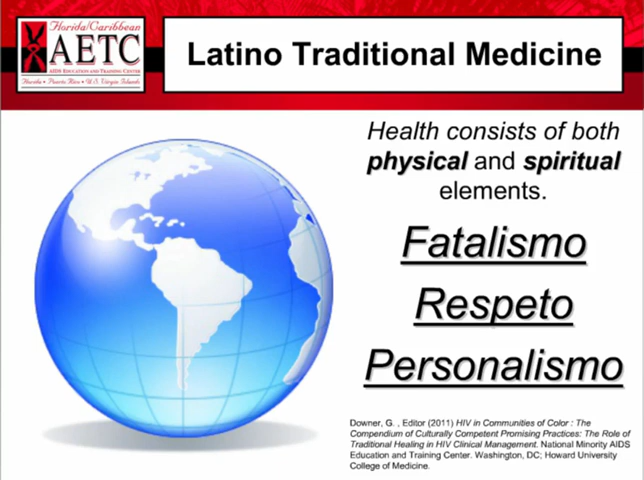 Florida/Caribbean
AETC
AIDS EDUCATION AND TRAINING CENTER
Florida • Puerto Rico • U.S. Virgin Islands
Latino Traditional Medicine
Health consists of both
physical and spiritual
elements.
Fatalismo
Respeto
Personalismo
Downer, G. , Editor (2011) HIV in Communities of Color : The
Compendium of Culturally Competent Promising Practices: The Role of
Traditional Healing in HIV Clinical Management. National Minority AIDS
Education and Training Center. Washington, DC; Howard University
College of Medicine.